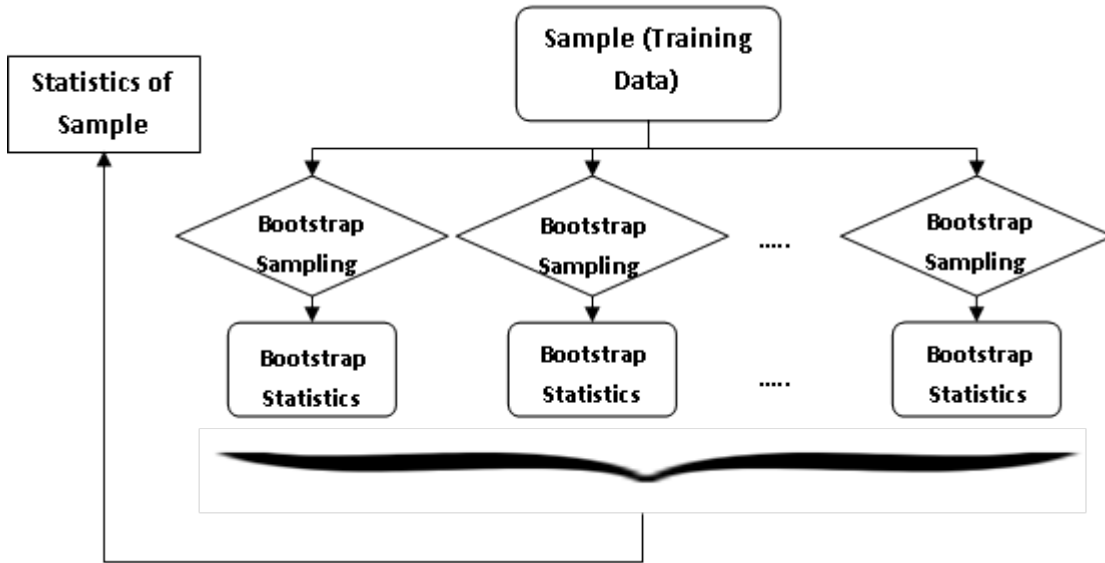 Sample (Training
Data)
Statistics of
Sample
Bootstrap
Sampling
Bootstrap
Sampling
.....
Bootstrap
Sampling
Bootstrap
Statistics
Bootstrap
Statistics
.....
Bootstrap
Statistics